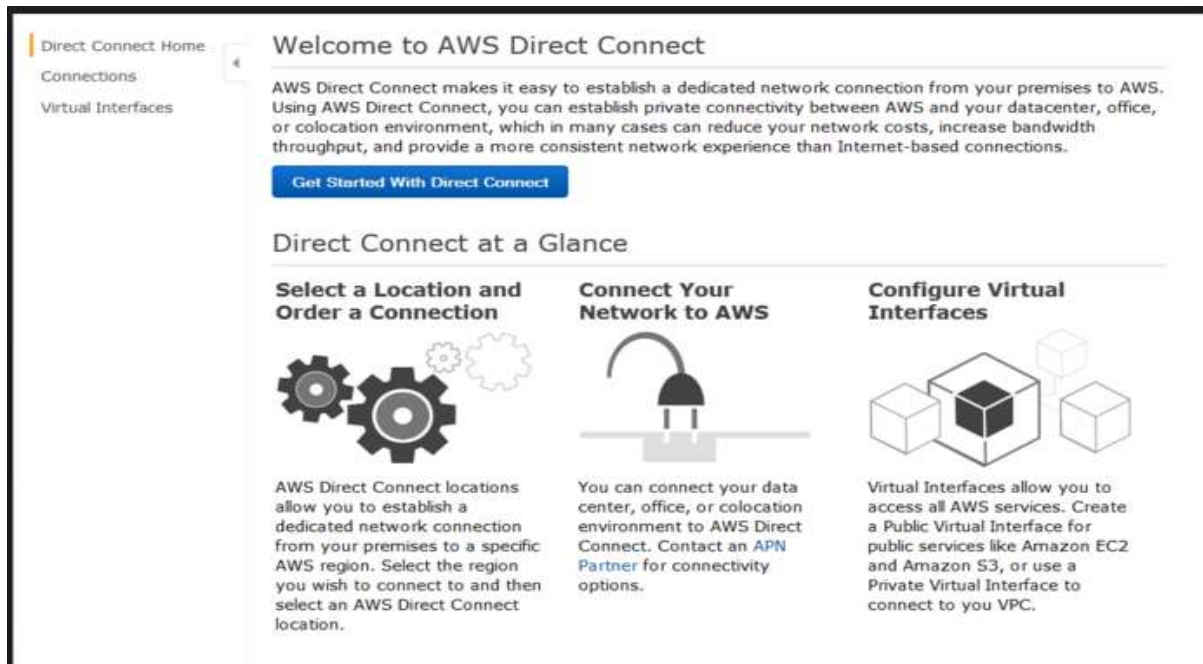 Direct Connect Home
Connections
Virtual Interfaces
Welcome to AWS Direct Connect
AWS Direct Connect makes it easy to establish a dedicated network connection from your premises to AWS.
Using AWS Direct Connect, you can establish private connectivity between AWS and your datacenter, office,
or colocation environment, which in many cases can reduce your network costs, increase bandwidth
throughput, and provide a more consistent network experience than Internet-based connections.
Get Started With Direct Connect
Direct Connect at a Glance
Select a Location and
Order a Connection
AWS Direct Connect locations
allow you to establish a
dedicated network connection
from your premises to a specific
AWS region. Select the region
you wish to connect to and then
select an AWS Direct Connect
location.
Connect Your
Network to AWS
You can connect your data
center, office, or colocation
environment to AWS Direct
Connect. Contact an APN
Partner for connectivity
options.
Configure Virtual
Interfaces
Virtual Interfaces allow you to
access all AWS services. Create
a Public Virtual Interface for
public services like Amazon EC2
and Amazon S3, or use a
Private Virtual Interface to
connect to you VPC.